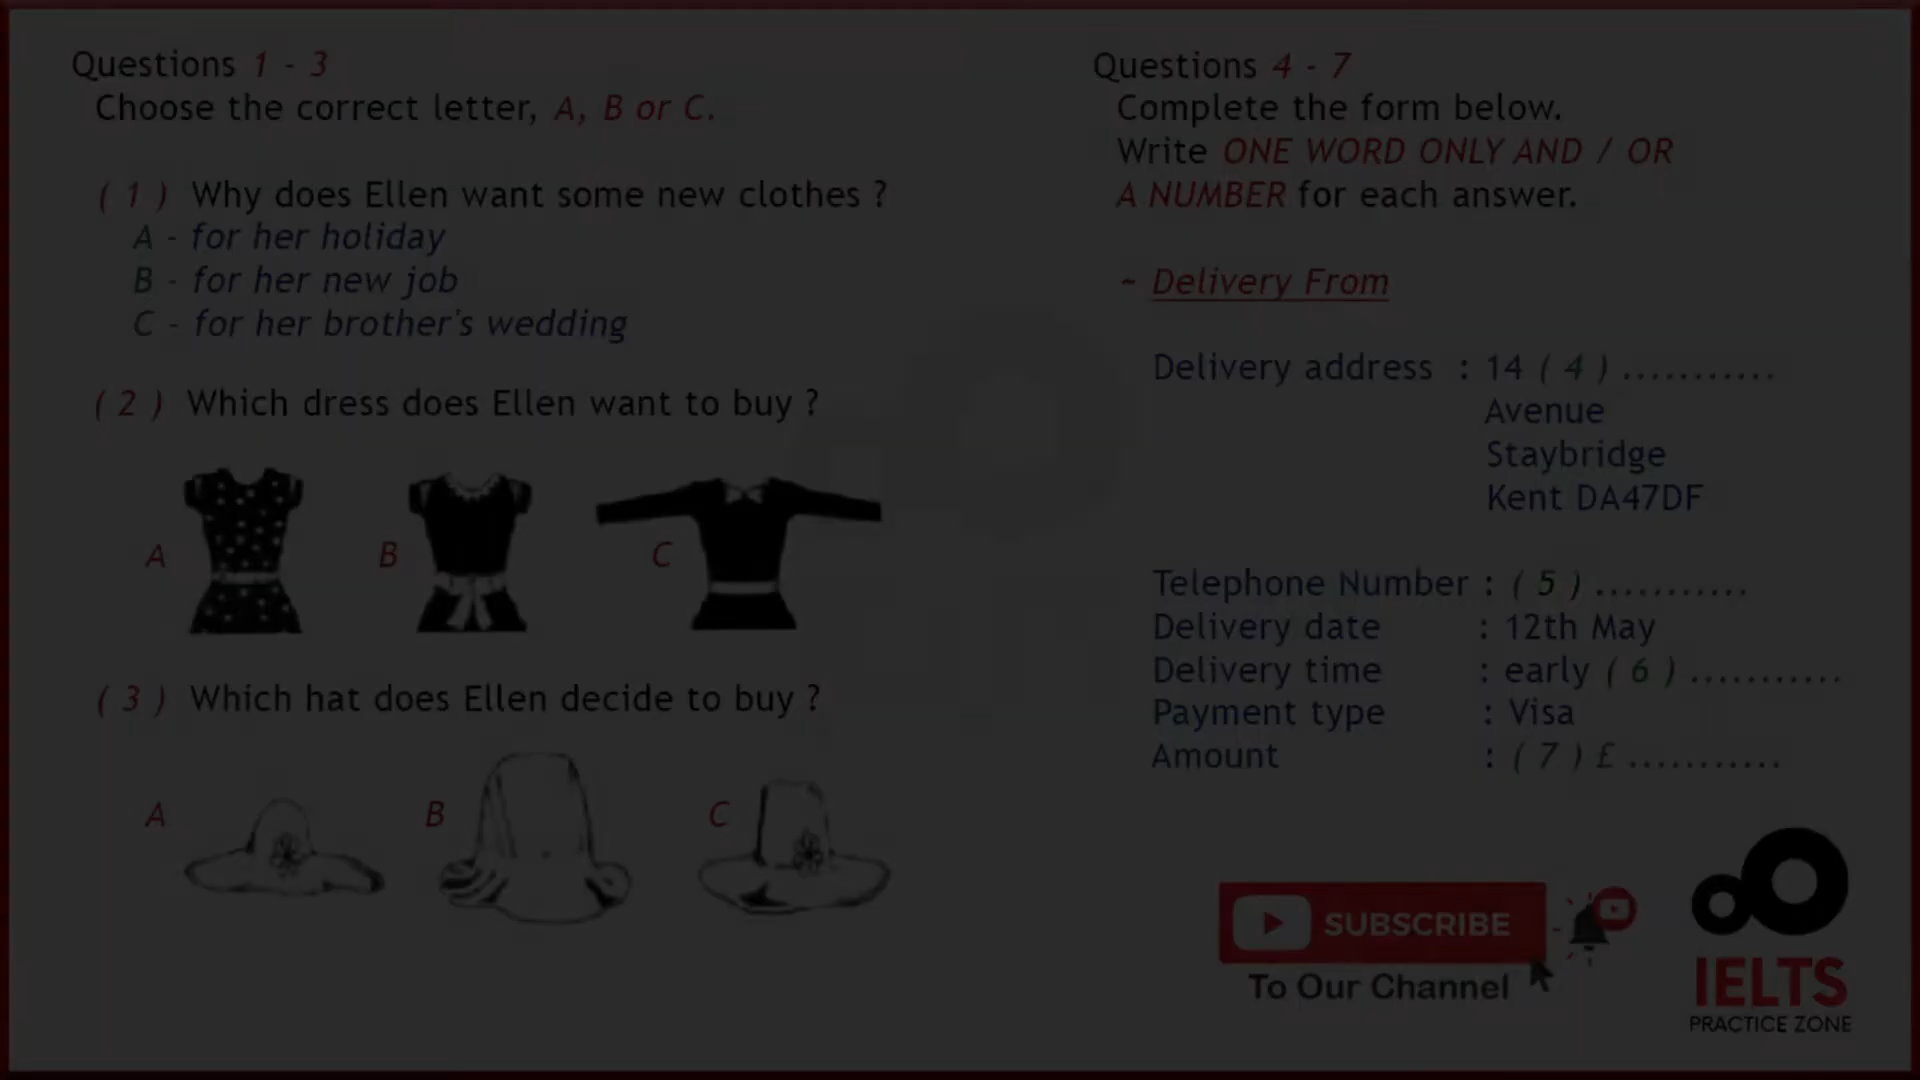 Questions 1 - 3
Choose the correct letter, A, B or C.
( 1 ) Why does Ellen want some new clothes ?
A - for her holiday
B - for her new job
C - for her brother's wedding
( 2 ) Which dress does Ellen want to buy ?
A
B
C
( 3 ) Which hat does Ellen decide to buy ?
A
B
C
Questions 4 - 7
Complete the form below.
Write ONE WORD ONLY AND / OR
A NUMBER for each answer.
~ Delivery From
Delivery address : 14 ( 4 ) ...........
Avenue
Staybridge
Kent DA47DF
Telephone Number : ( 5 ) ...........
Delivery date : 12th May
Delivery time : early ( 6 ) ...........
Payment type : Visa
Amount : ( 7 ) £ ...........
SUBSCRIBE
To Our Channel
IELTS
PRACTICE ZONE